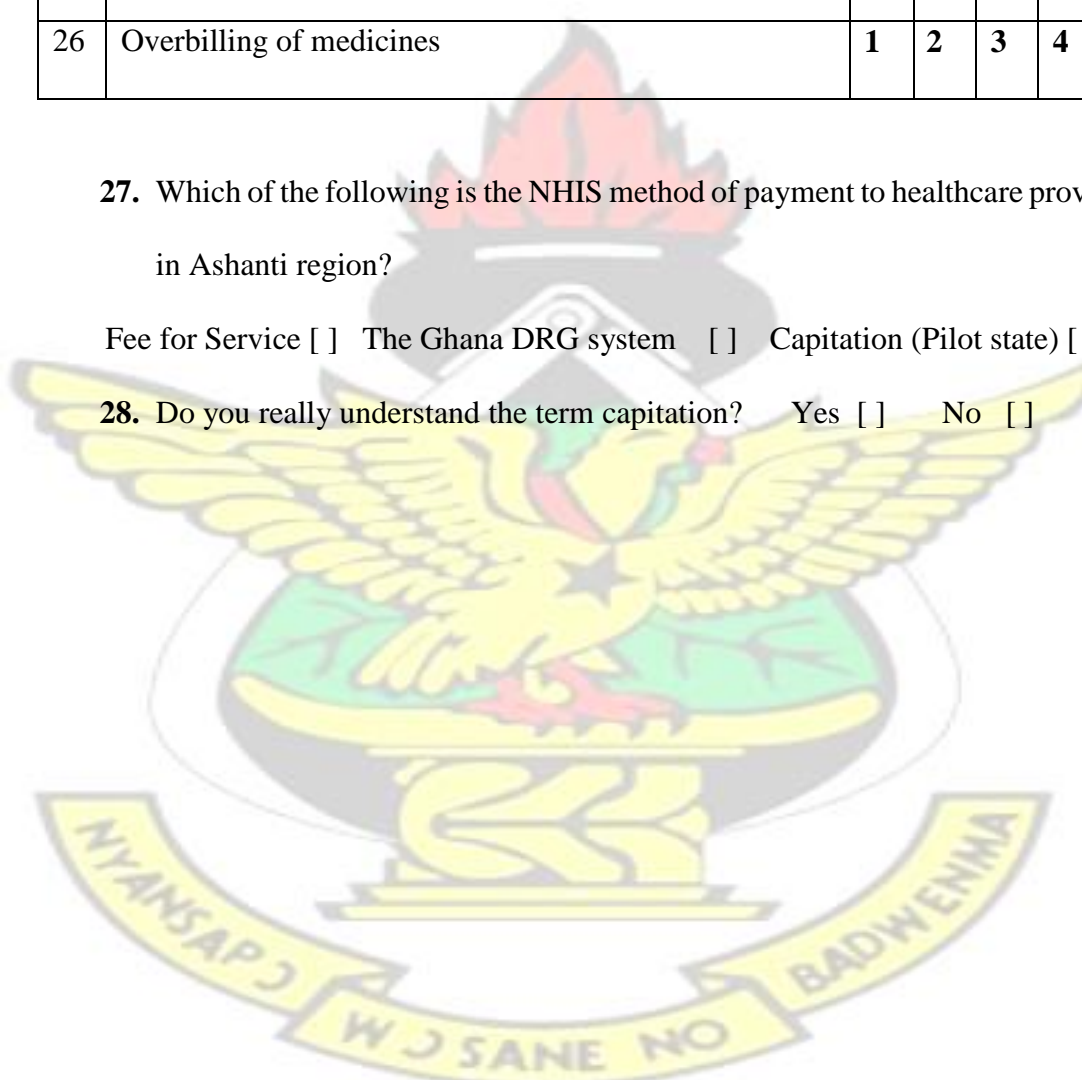 26 Overbilling of medicines 1 2 3 4
27. Which of the following is the NHIS method of payment to healthcare prov
in Ashanti region?
Fee for Service [ ] The Ghana DRG system [ ] Capitation (Pilot state) [
28. Do you really understand the term capitation? Yes [ ] No [ ]
NYANSAPƆ WƆSANE NO BADWENMA